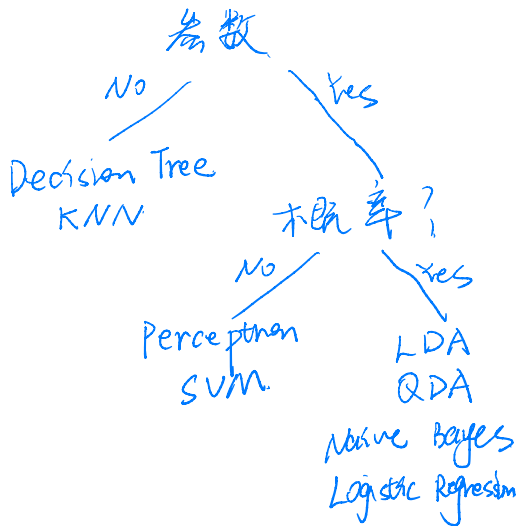 参数
No
Yes
Decision Tree
KNN
概率?
No
Yes
Perceptron
SVM
LDA
QDA
Naive Bayes
Logistic Regression